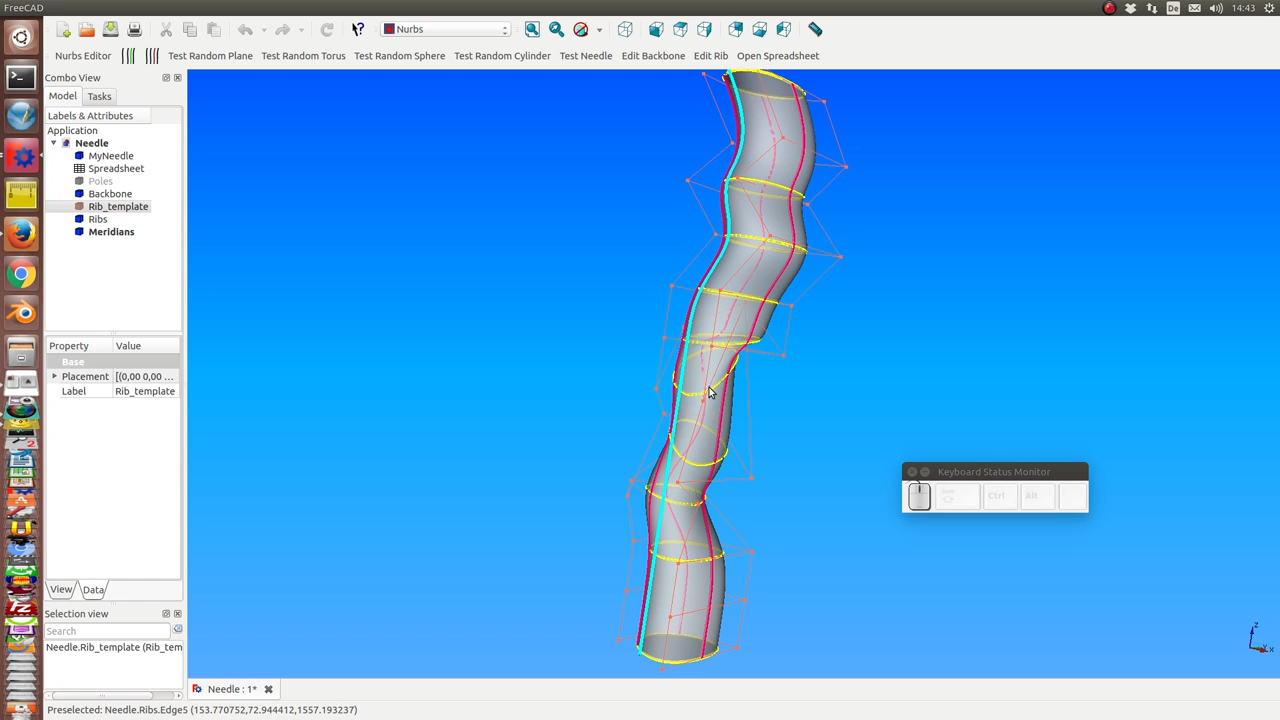 FreeCAD
De
14:43
Nurbs
Nurbs Editor
Test Random Plane
Test Random Torus
Test Random Sphere
Test Random Cylinder
Test Needle
Edit Backbone
Edit Rib
Open Spreadsheet
Combo View
Model
Tasks
Labels & Attributes
Application
Needle
MyNeedle
Spreadsheet
Poles
Backbone
Rib_template
Ribs
Meridians
Property
Value
Base
Placement
[(0,00 0,00 ...
Label
Rib_template
View
Data
Selection view
Search
Needle.Rib_template (Rib_tem
Keyboard Status Monitor
Ctrl
Alt
z
x
Needle : 1*
Preselected: Needle.Ribs.Edge5 (153.770752,72.944412,1557.193237)